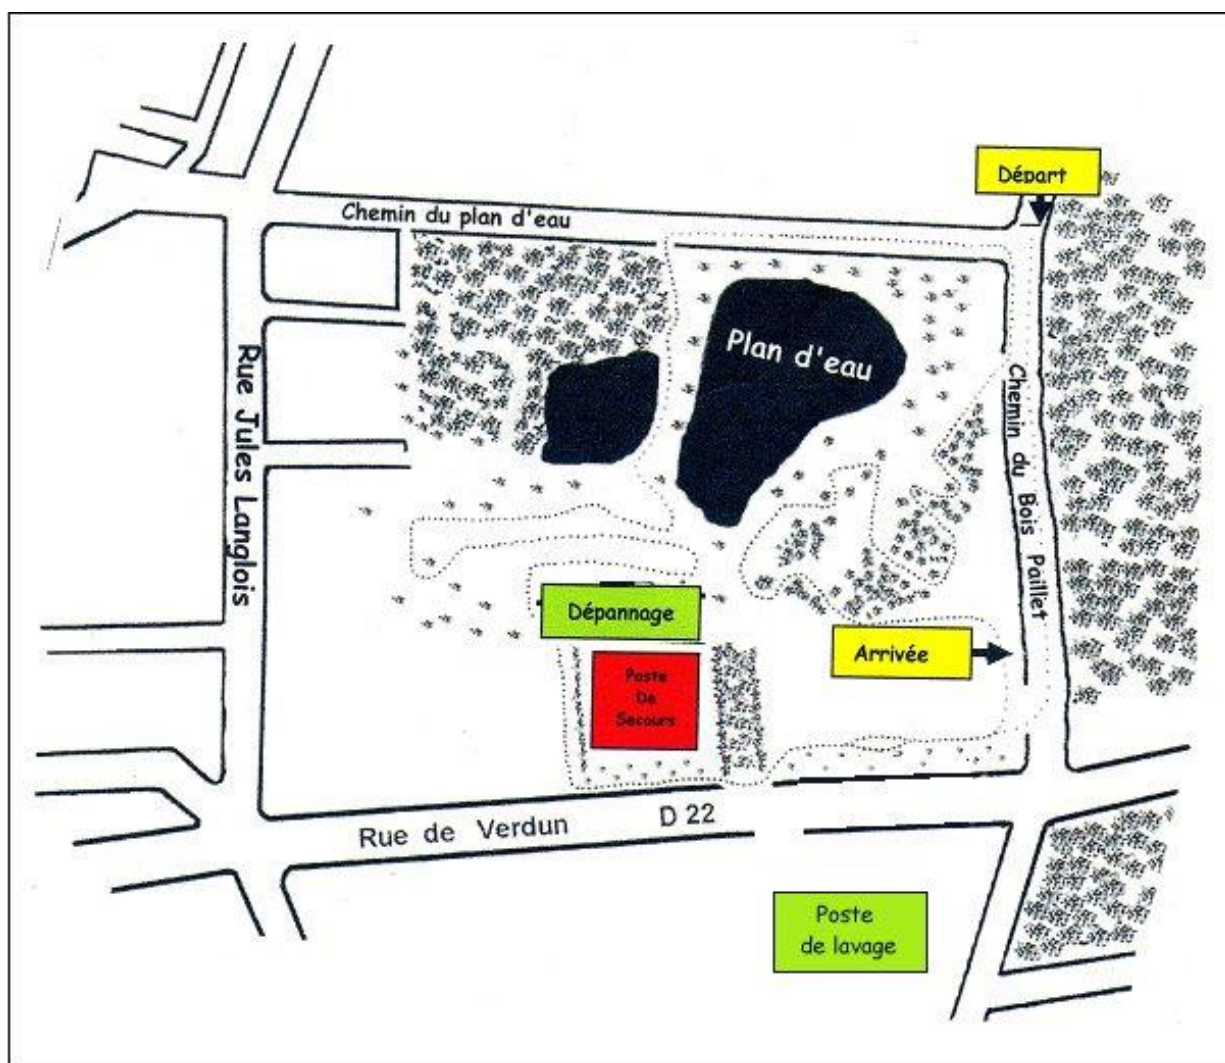 Départ
Chemin du plan d'eau
Plan d'eau
Rue Jules Langlois
Chemin du Bois Paillet
Dépannage
Arrivée
Poste
De
Secours
Rue de Verdun D 22
Poste
de lavage